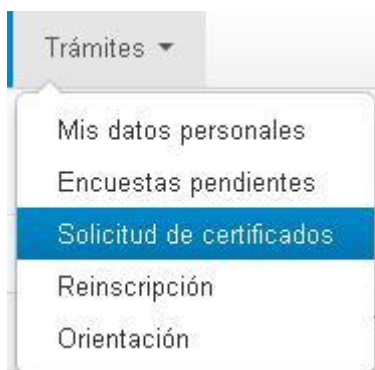 Trámites
Mis datos personales
Encuestas pendientes
Solicitud de certificados
Reinscripción
Orientación